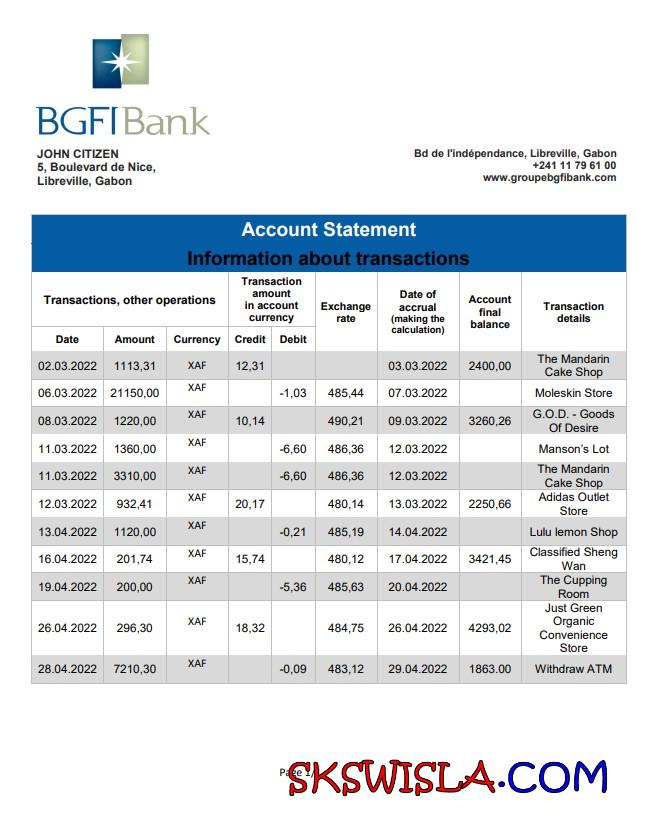 BGFIBank
JOHN CITIZEN
5, Boulevard de Nice,
Libreville, Gabon
Bd de l'indépendance, Libreville, Gabon
+241 11 79 61 00
www.groupebgfibank.com
Account Statement
Information about transactions
Transactions, other operations
Transaction
amount
in account
currency
Exchange
rate
Date of
accrual
(making the
calculation)
Account
final
balance
Transaction
details
Date Amount Currency Credit Debit
02.03.2022 1113,31 XAF 12,31 03.03.2022 2400,00 The Mandarin
Cake Shop
06.03.2022 21150,00 XAF -1,03 485,44 07.03.2022 Moleskin Store
08.03.2022 1220,00 XAF 10,14 490,21 09.03.2022 3260,26 G.O.D. - Goods
Of Desire
11.03.2022 1360,00 XAF -6,60 486,36 12.03.2022 Manson's Lot
11.03.2022 3310,00 XAF -6,60 486,36 12.03.2022 The Mandarin
Cake Shop
12.03.2022 932,41 XAF 20,17 480,14 13.03.2022 2250,66 Adidas Outlet
Store
13.04.2022 1120,00 XAF -0,21 485,19 14.04.2022 Lulu lemon Shop
16.04.2022 201,74 XAF 15,74 480,12 17.04.2022 3421,45 Classified Sheng
Wan
19.04.2022 200,00 XAF -5,36 485,63 20.04.2022 The Cupping
Room
26.04.2022 296,30 XAF 18,32 484,75 26.04.2022 4293,02 Just Green
Organic
Convenience
Store
28.04.2022 7210,30 XAF -0,09 483,12 29.04.2022 1863.00 Withdraw ATM
Page 1/
SKSWISLA.COM